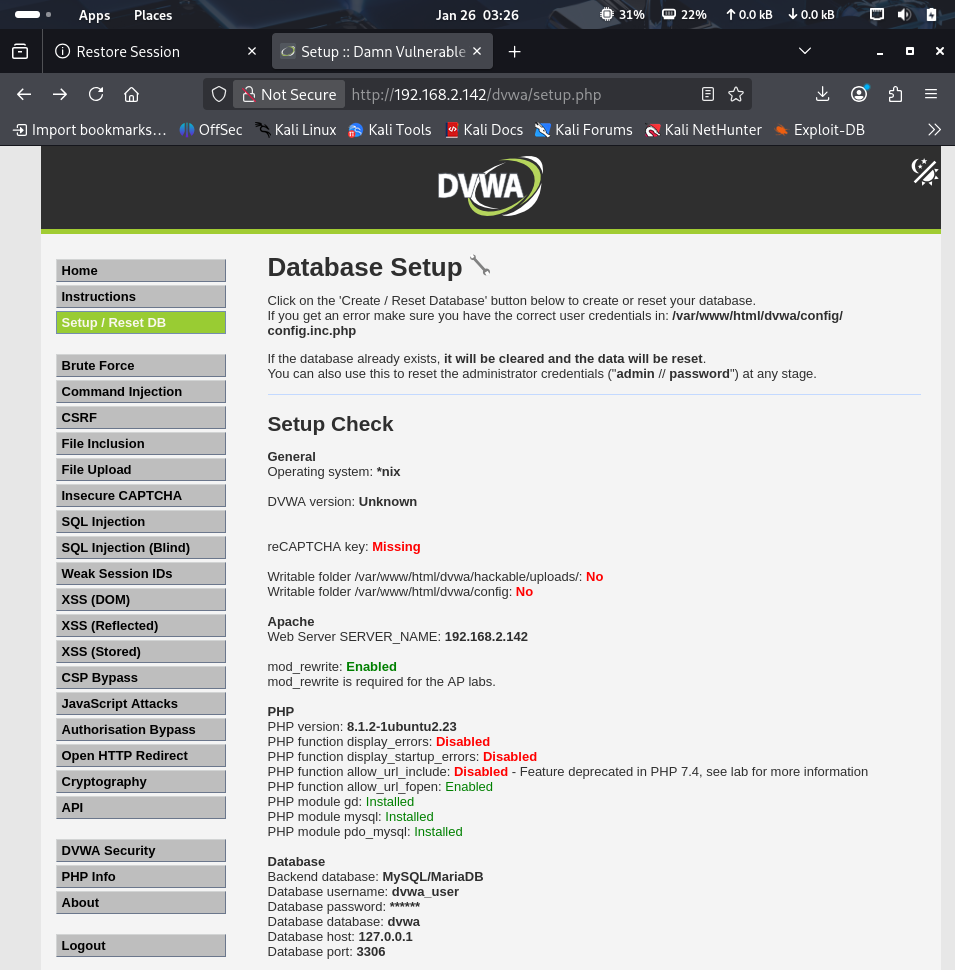 Apps Places Jan 26 03:26 31% 22% 0.0 kB 0.0 kB
Restore Session Setup :: Damn Vulnerable
Not Secure http://192.168.2.142/dvwa/setup.php
Import bookmarks… OffSec Kali Linux Kali Tools Kali Docs Kali Forums Kali NetHunter Exploit-DB
DVWA
Home
Instructions
Setup / Reset DB
Brute Force
Command Injection
CSRF
File Inclusion
File Upload
Insecure CAPTCHA
SQL Injection
SQL Injection (Blind)
Weak Session IDs
XSS (DOM)
XSS (Reflected)
XSS (Stored)
CSP Bypass
JavaScript Attacks
Authorisation Bypass
Open HTTP Redirect
Cryptography
API
DVWA Security
PHP Info
About
Logout
Database Setup
Click on the 'Create / Reset Database' button below to create or reset your database.
If you get an error make sure you have the correct user credentials in: /var/www/html/dvwa/config/
config.inc.php
If the database already exists, it will be cleared and the data will be reset.
You can also use this to reset the administrator credentials ("admin // password") at any stage.
Setup Check
General
Operating system: *nix
DVWA version: Unknown
reCAPTCHA key: Missing
Writable folder /var/www/html/dvwa/hackable/uploads/: No
Writable folder /var/www/html/dvwa/config: No
Apache
Web Server SERVER_NAME: 192.168.2.142
mod_rewrite: Enabled
mod_rewrite is required for the AP labs.
PHP
PHP version: 8.1.2-1ubuntu2.23
PHP function display_errors: Disabled
PHP function display_startup_errors: Disabled
PHP function allow_url_include: Disabled - Feature deprecated in PHP 7.4, see lab for more information
PHP function allow_url_fopen: Enabled
PHP module gd: Installed
PHP module mysql: Installed
PHP module pdo_mysql: Installed
Database
Backend database: MySQL/MariaDB
Database username: dvwa_user
Database password: ******
Database database: dvwa
Database host: 127.0.0.1
Database port: 3306